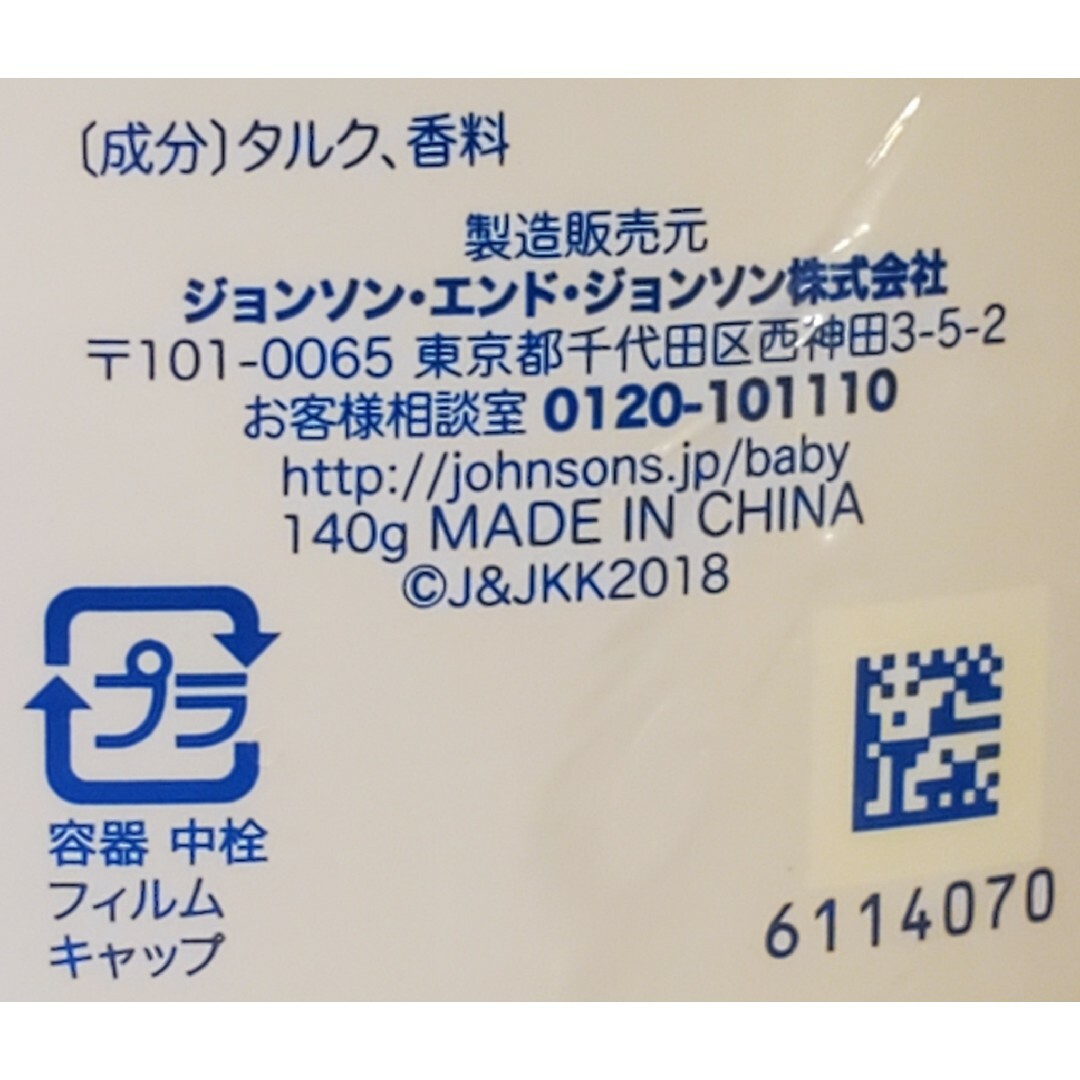 〔成分〕タルク、香料
製造販売元
ジョンソン・エンド・ジョンソン株式会社
〒101-0065 東京都千代田区西神田3-5-2
お客様相談室 0120-101110
http://johnsons.jp/baby
140g MADE IN CHINA
©J&JKK2018
プラ
容器 中栓
フィルム
キャップ
6114070